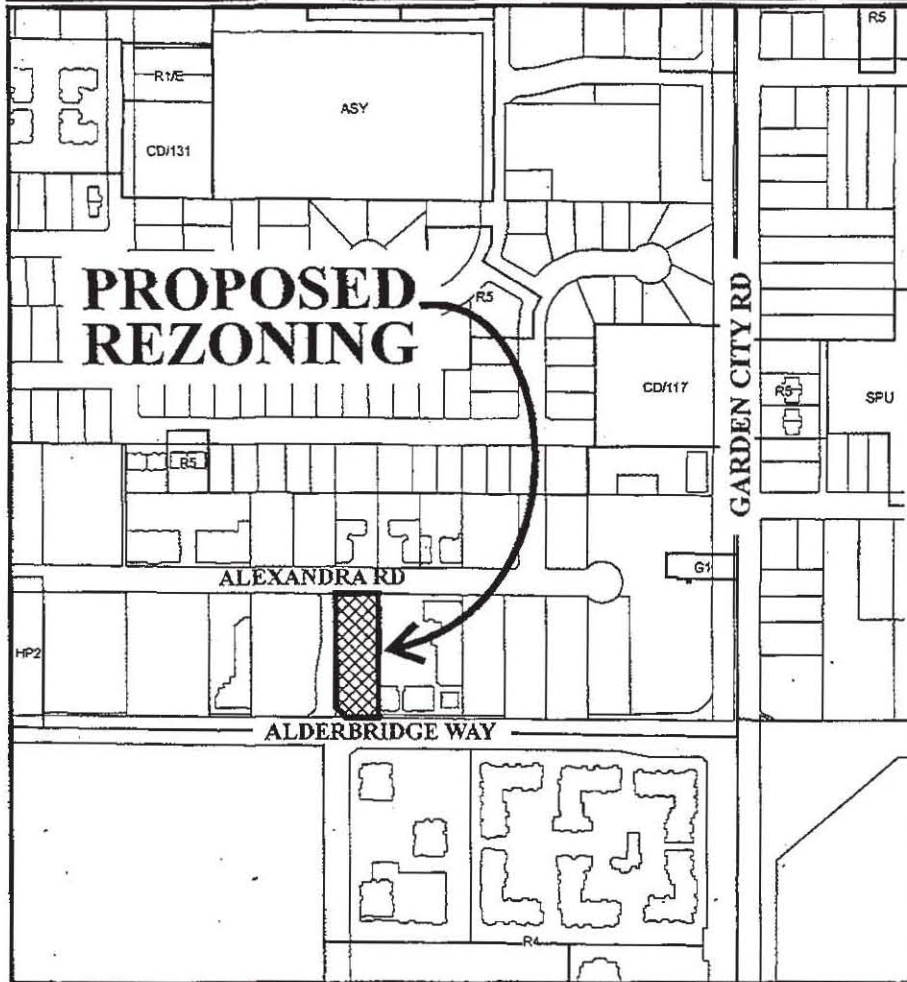 R5
R1/E
ASY
CD/131
PROPOSED
REZONING
R5
GARDEN CITY RD
CD/117
R5
SPU
R5
ALEXANDRA RD
G1
HP2
ALDERBRIDGE WAY
R4